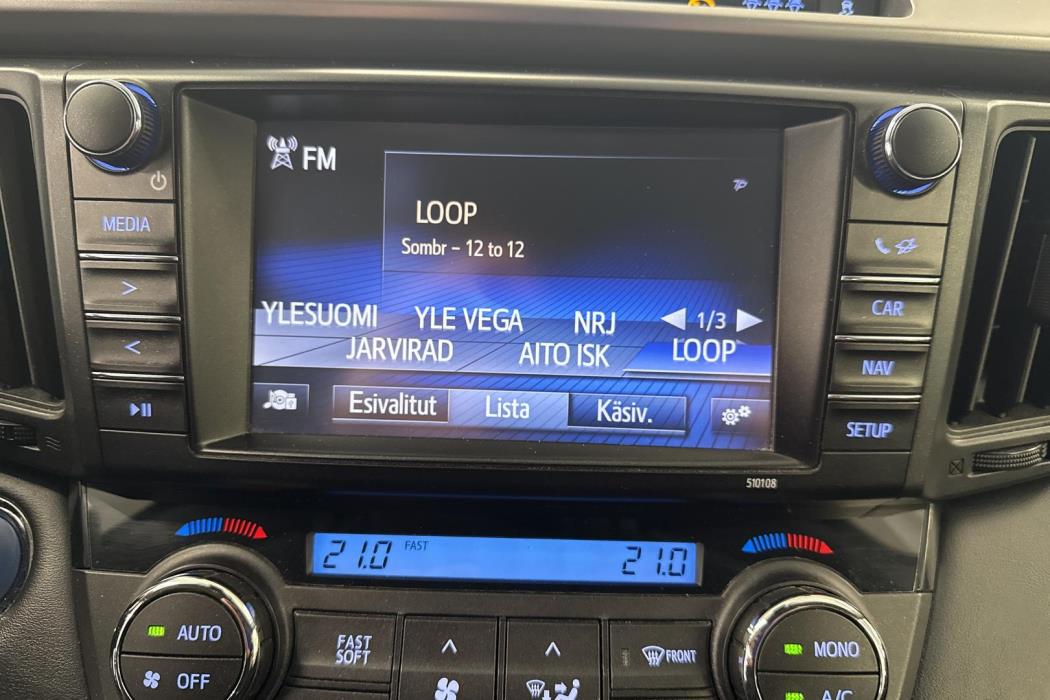 FM
TP
LOOP
Sombr – 12 to 12
YLESUOMI YLE VEGA NRJ 1/3
JARVIRAD AITO ISK LOOP
Esivalitut Lista Käsiv.
MEDIA
>
<
CAR
NAV
SETUP
510108
21.0 FAST 21.0
AUTO
OFF
FAST
SOFT
FRONT
MONO
A/C